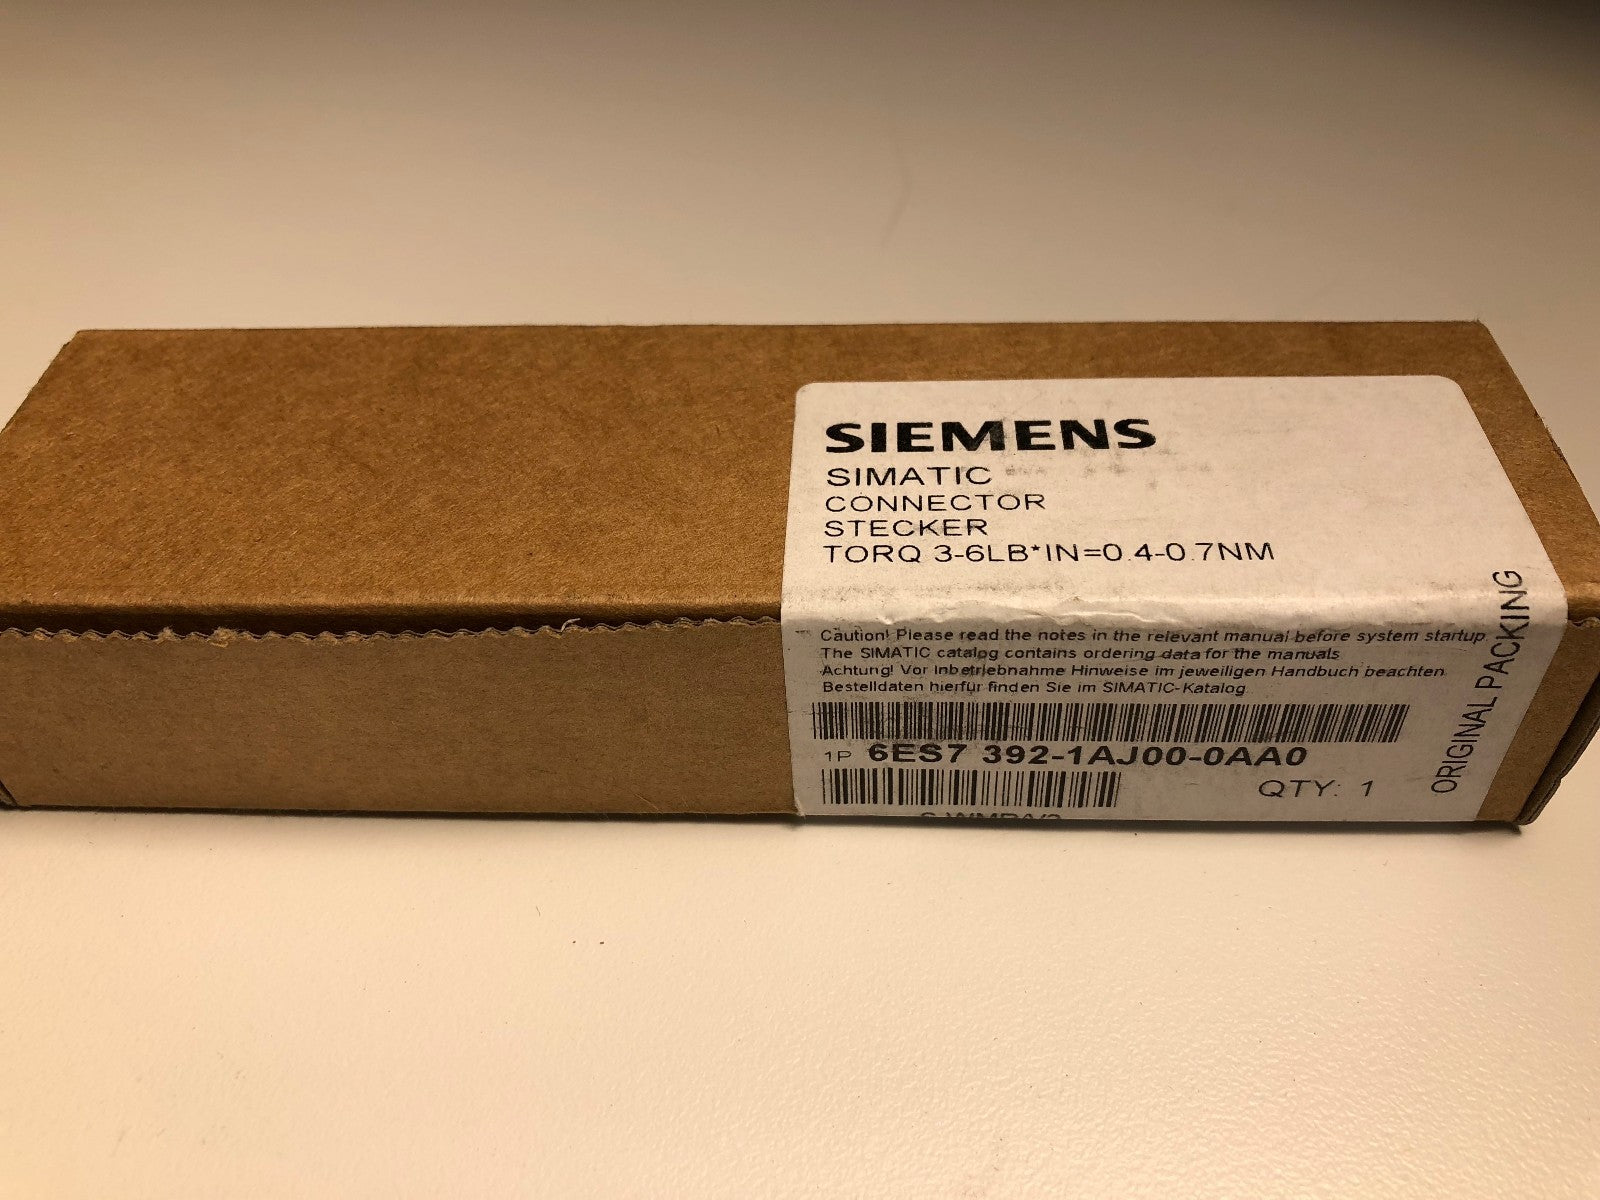 SIEMENS
SIMATIC
CONNECTOR
STECKER
TORQ 3-6LB*IN=0.4-0.7NM
Caution! Please read the notes in the relevant manual before system startup.
The SIMATIC catalog contains ordering data for the manuals
Achtung! Vor Inbetriebnahme Hinweise im jeweiligen Handbuch beachten
Bestelldaten hierfür finden Sie im SIMATIC-Katalog
1P 6ES7 392-1AJ00-0AA0
QTY: 1
ORIGINAL PACKING